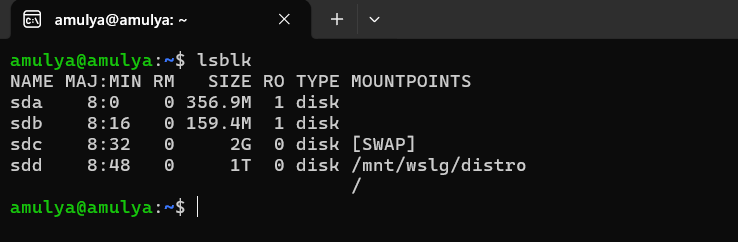 amulya@amulya: ~
amulya@amulya:~$ lsblk
NAME MAJ:MIN RM   SIZE RO TYPE MOUNTPOINTS
sda    8:0    0 356.9M  1 disk
sdb    8:16   0 159.4M  1 disk
sdc    8:32   0     2G  0 disk [SWAP]
sdd    8:48   0     1T  0 disk /mnt/wslg/distro
                               /
amulya@amulya:~$